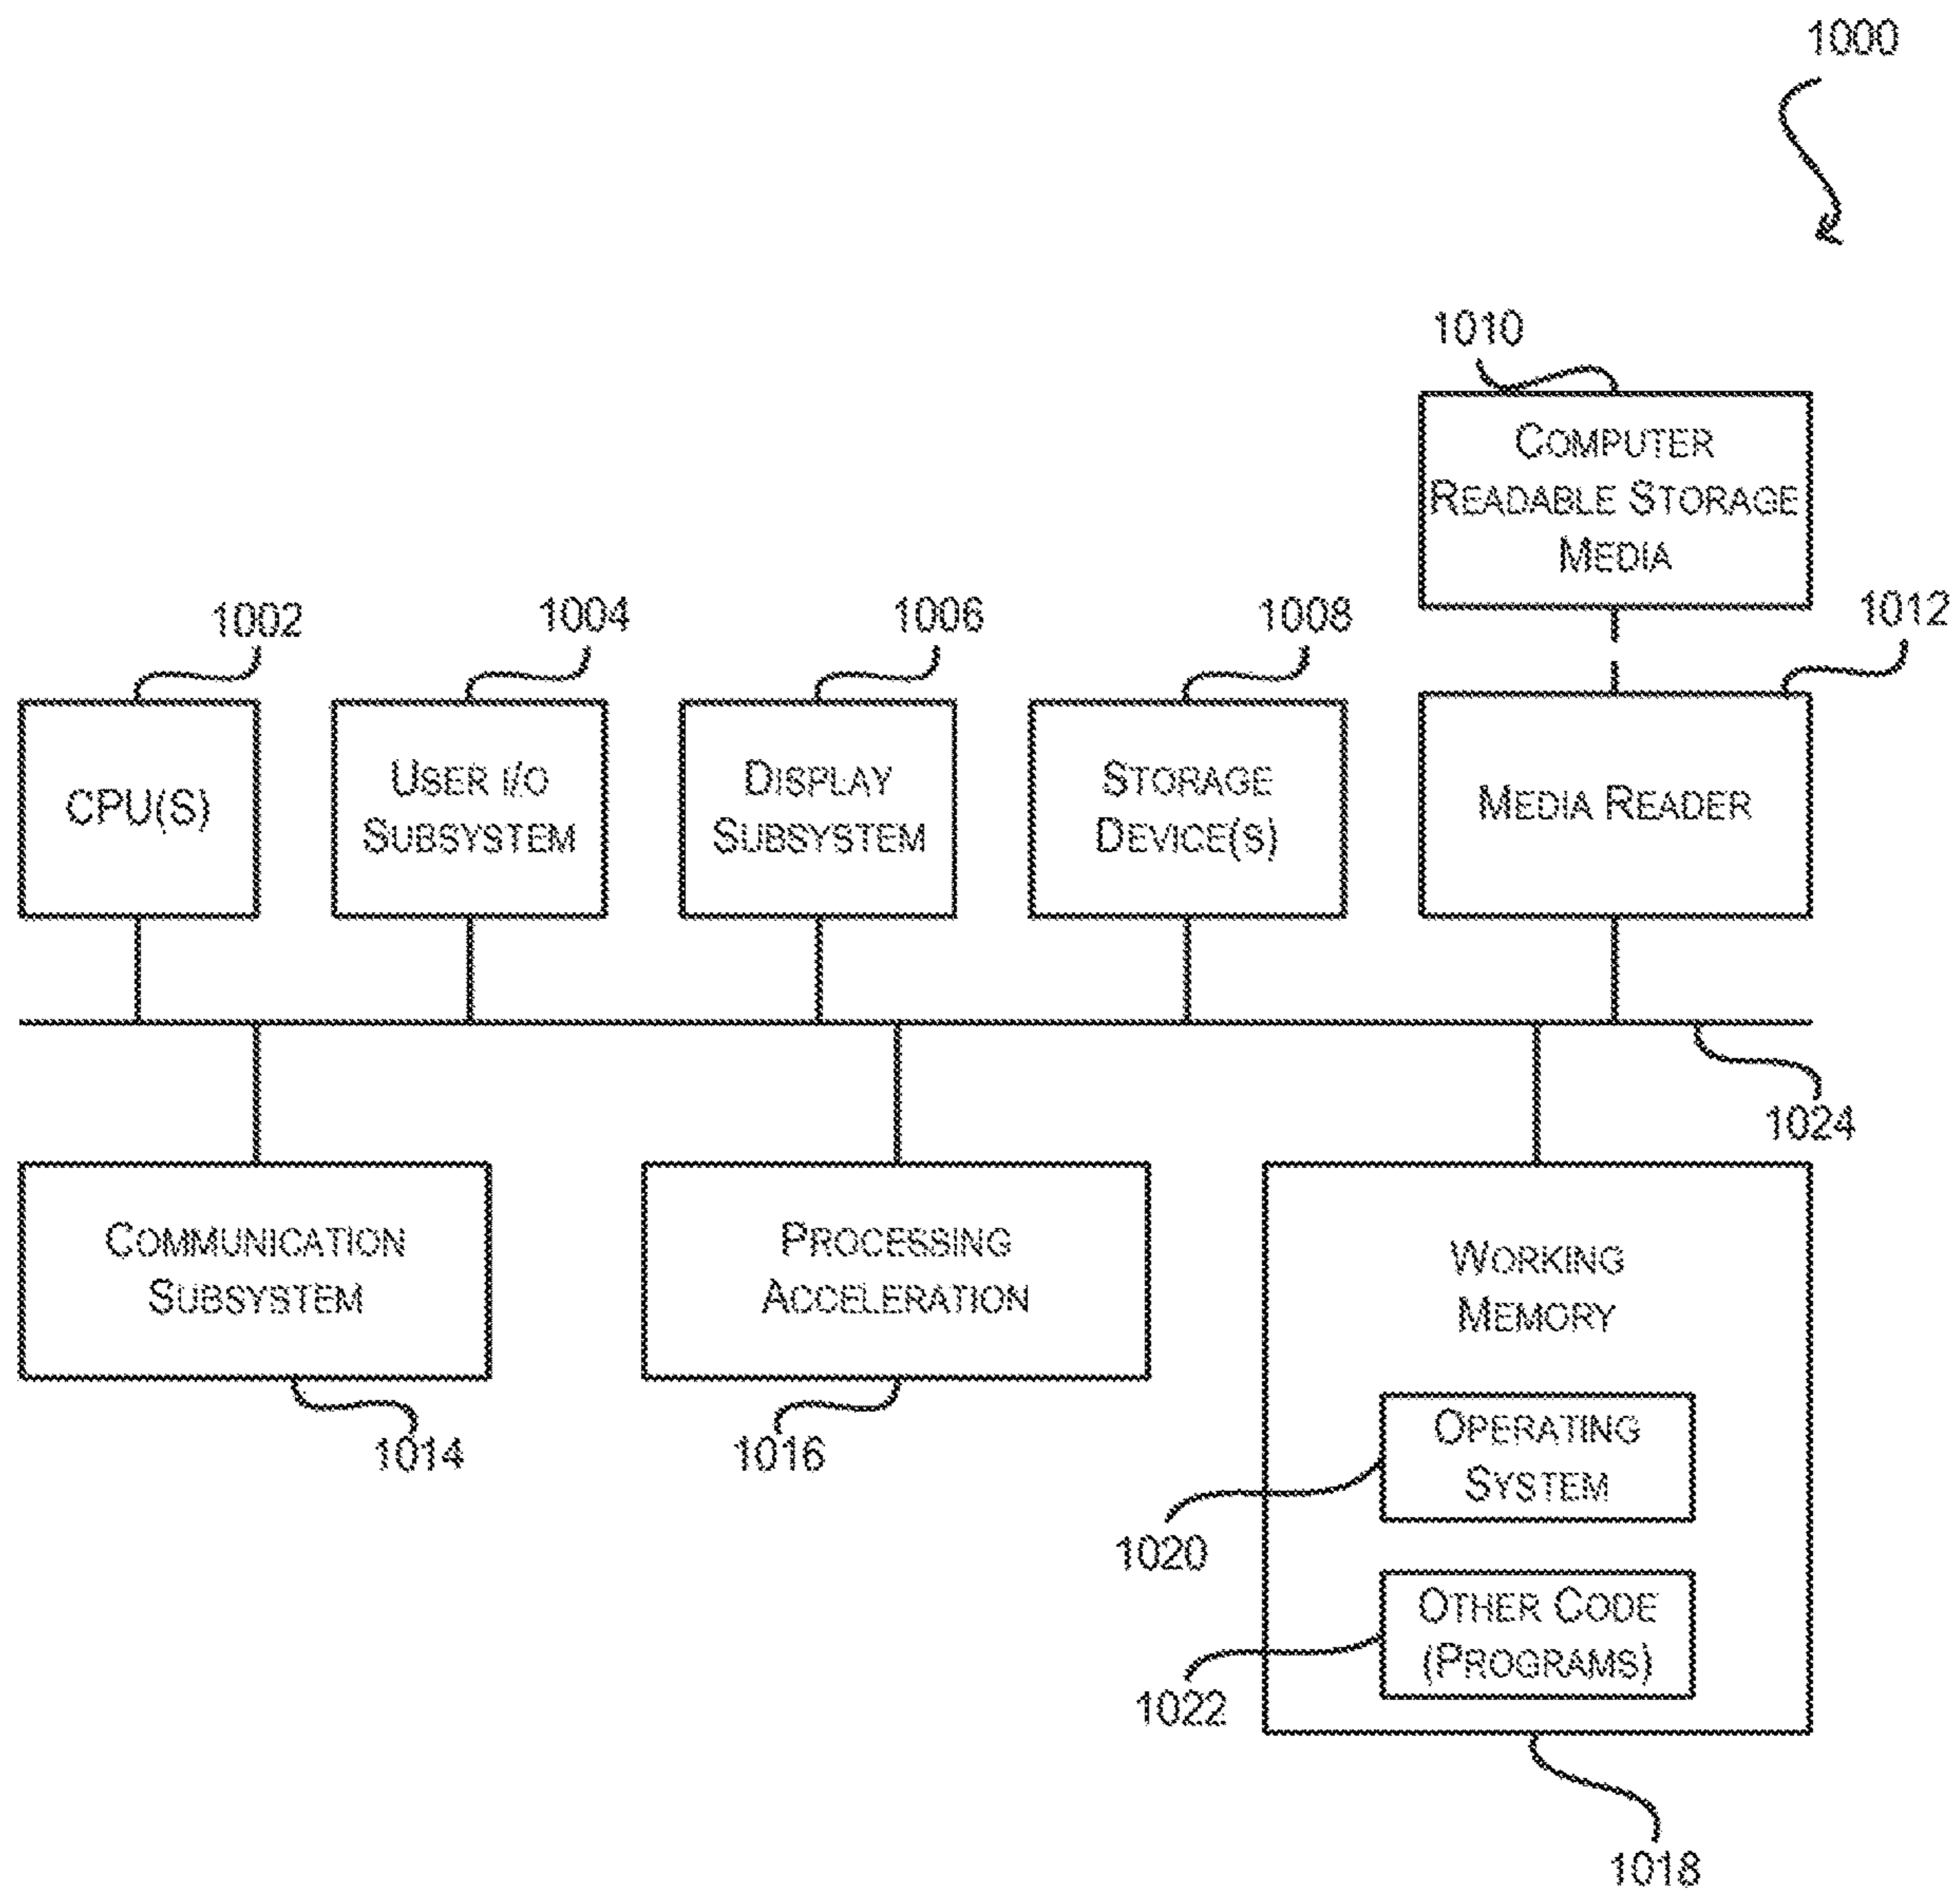 1000
1010
COMPUTER
READABLE STORAGE
MEDIA
1002
1004
1006
1008
1012
CPU(S)
USER I/O
SUBSYSTEM
DISPLAY
SUBSYSTEM
STORAGE
DEVICE(S)
MEDIA READER
1024
COMMUNICATION
SUBSYSTEM
PROCESSING
ACCELERATION
WORKING
MEMORY
1014
1016
OPERATING
SYSTEM
1020
OTHER CODE
(PROGRAMS)
1022
1018